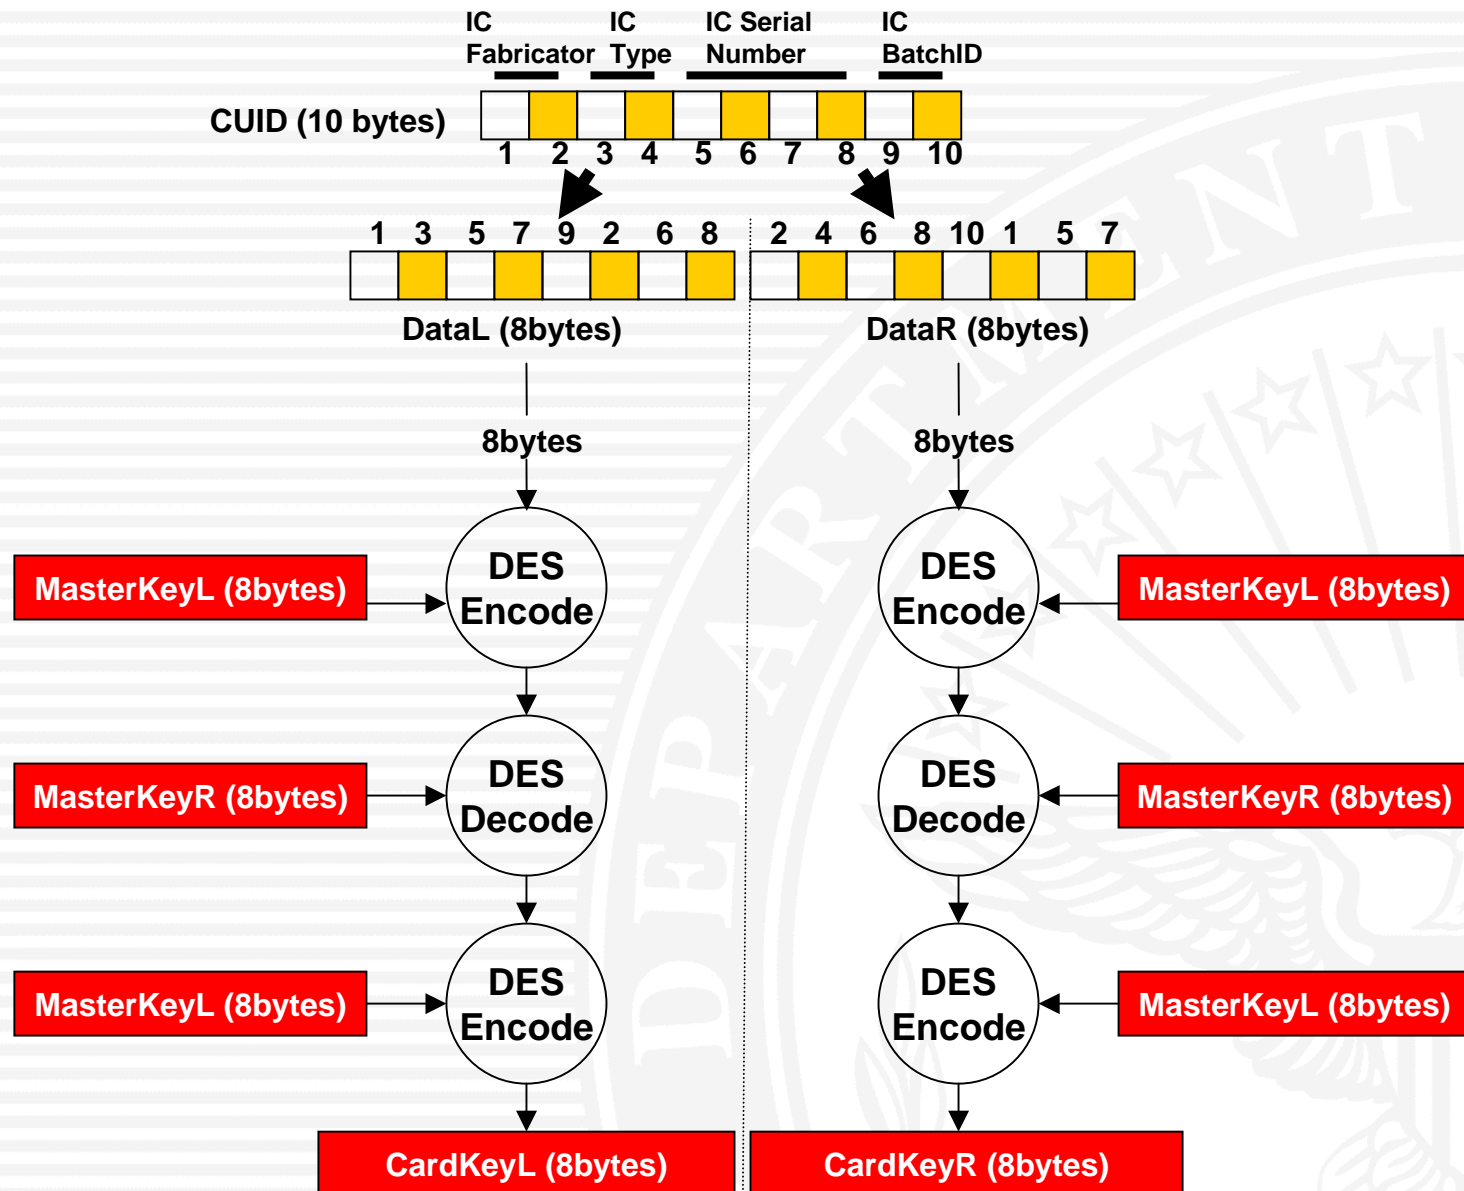 IC Fabricator
IC Type
IC Serial Number
IC BatchID
CUID (10 bytes)
1 2 3 4 5 6 7 8 9 10
1 3 5 7 9 2 6 8
2 4 6 8 10 1 5 7
DataL (8bytes)
DataR (8bytes)
8bytes
8bytes
MasterKeyL (8bytes)
DES
Encode
DES
Encode
MasterKeyL (8bytes)
MasterKeyR (8bytes)
DES
Decode
DES
Decode
MasterKeyR (8bytes)
MasterKeyL (8bytes)
DES
Encode
DES
Encode
MasterKeyL (8bytes)
CardKeyL (8bytes)
CardKeyR (8bytes)
DEPARTMENT